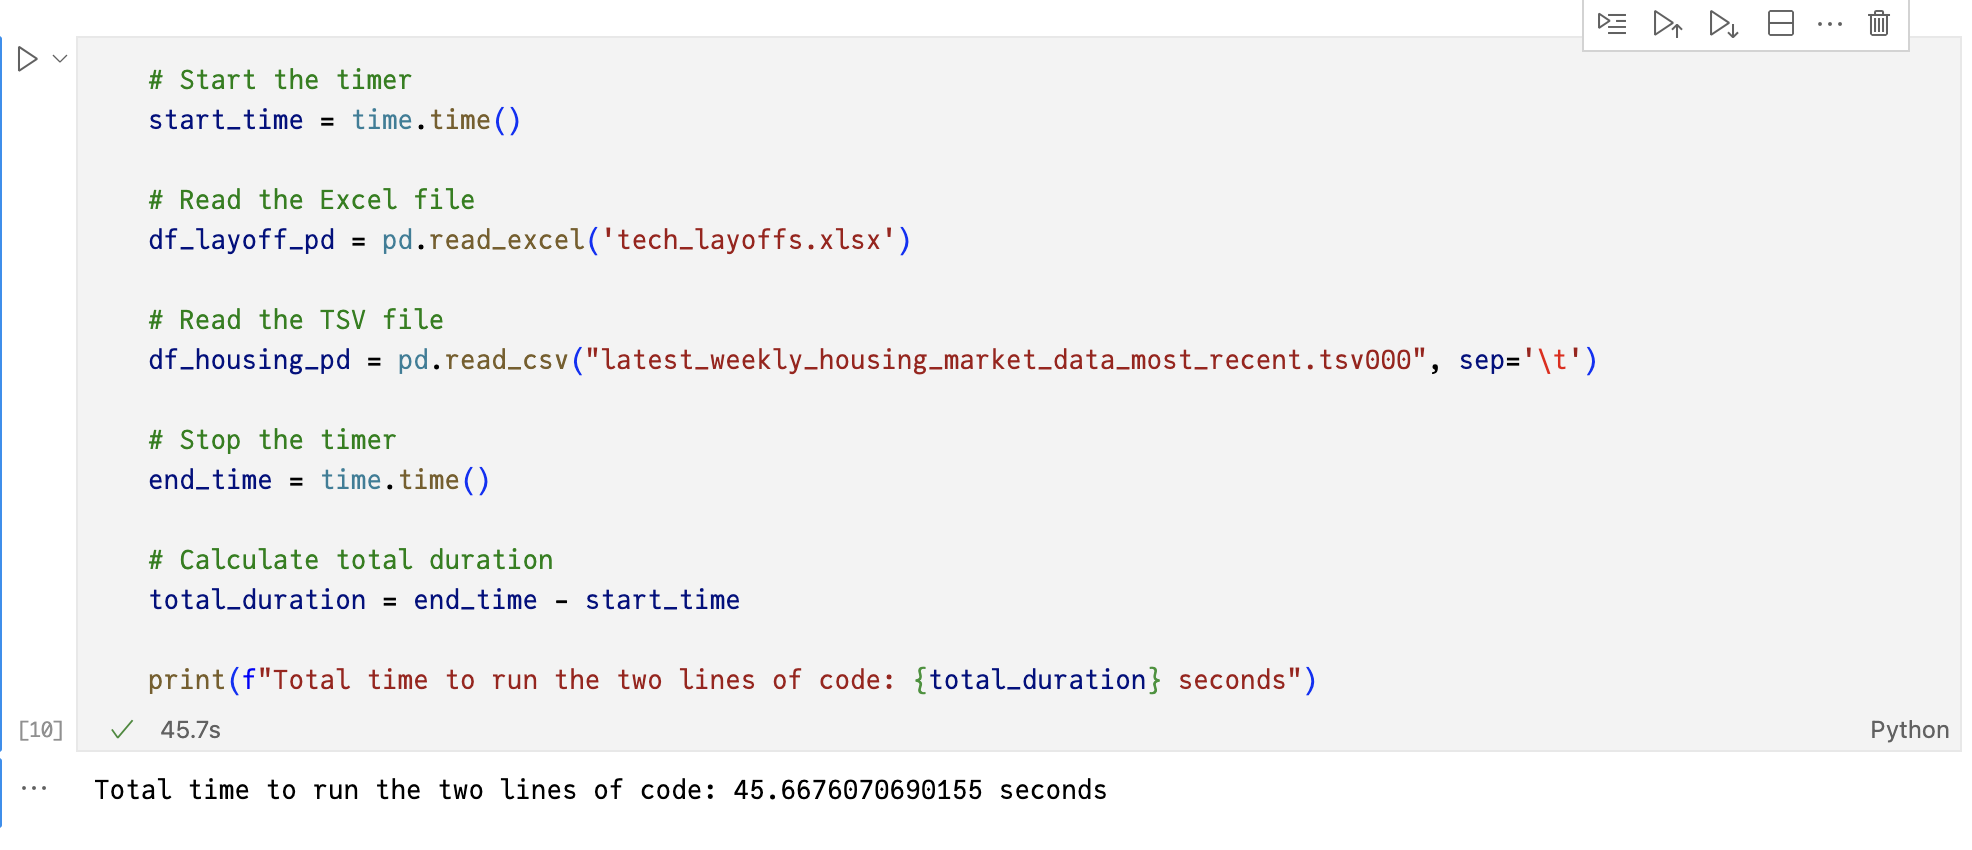 # Start the timer
start_time = time.time()
# Read the Excel file
df_layoff_pd = pd.read_excel('tech_layoffs.xlsx')
# Read the TSV file
df_housing_pd = pd.read_csv("latest_weekly_housing_market_data_most_recent.tsv000", sep='\t')
# Stop the timer
end_time = time.time()
# Calculate total duration
total_duration = end_time - start_time
print(f"Total time to run the two lines of code: {total_duration} seconds")
[10] 45.7s Python
Total time to run the two lines of code: 45.6676070690155 seconds